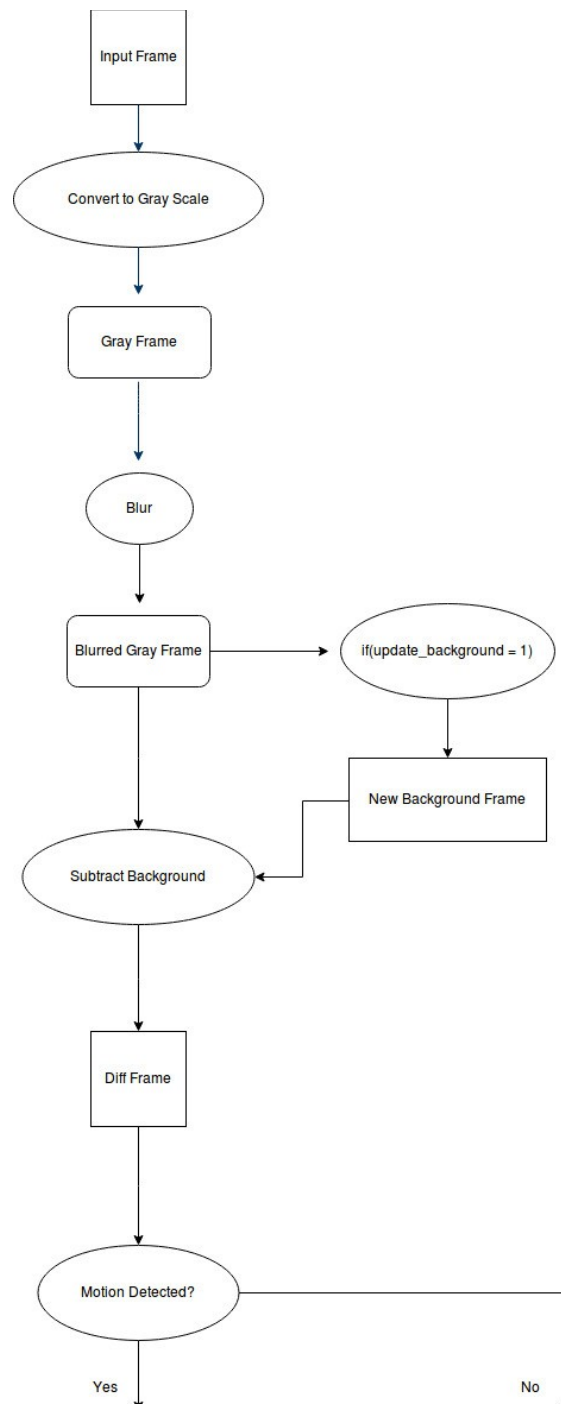 Input Frame
Convert to Gray Scale
Gray Frame
Blur
Blurred Gray Frame
if(update_background = 1)
New Background Frame
Subtract Background
Diff Frame
Motion Detected?
Yes
No